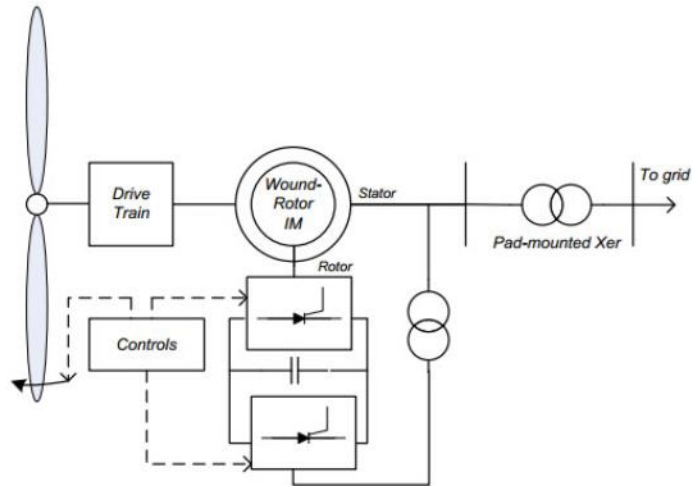 Drive
Train
Wound-
Rotor
IM
Stator
To grid
Pad-mounted Xer
Rotor
Controls